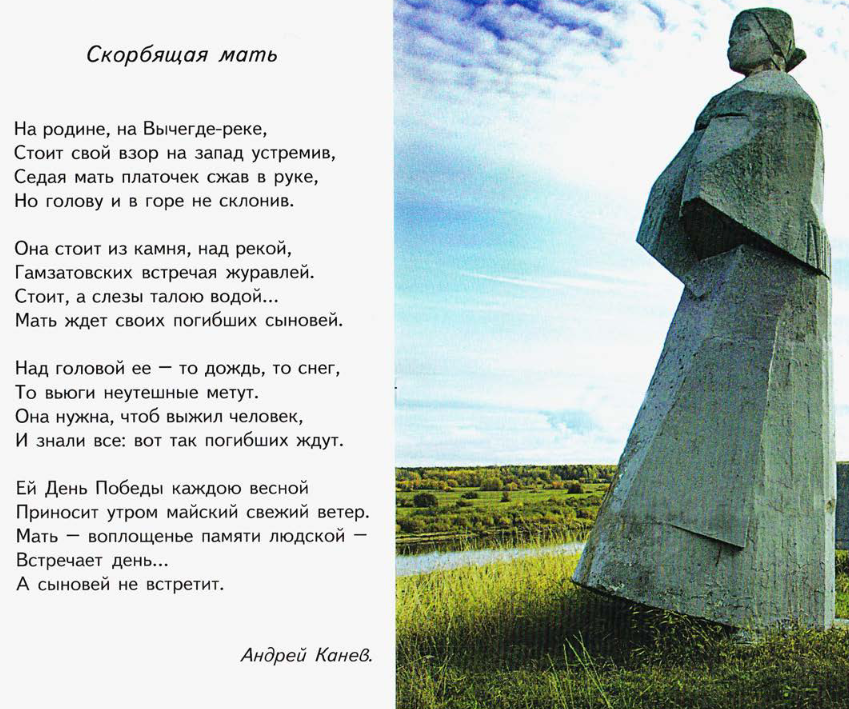 Скорбящая мать
На родине, на Вычегде-реке,
Стоит свой взор на запад устремив,
Седая мать платочек сжав в руке,
Но голову и в горе не склонив.
Она стоит из камня, над рекой,
Гамзатовских встречая журавлей.
Стоит, а слезы талою водой...
Мать ждет своих погибших сыновей.
Над головой ее — то дождь, то снег,
То вьюги неутешные метут.
Она нужна, чтоб выжил человек,
И знали все: вот так погибших ждут.
Ей День Победы каждою весной
Приносит утром майский свежий ветер.
Мать — воплощенье памяти людской —
Встречает день...
А сыновей не встретит.
Андрей Канев.